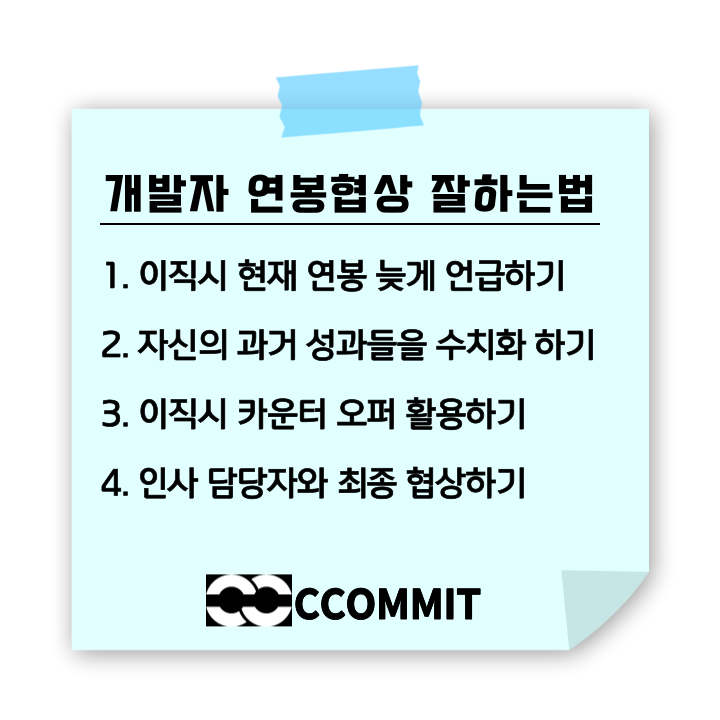 개발자 연봉협상 잘하는법
1. 이직시 현재 연봉 늦게 언급하기
2. 자신의 과거 성과들을 수치화 하기
3. 이직시 카운터 오퍼 활용하기
4. 인사 담당자와 최종 협상하기
CCOMMIT